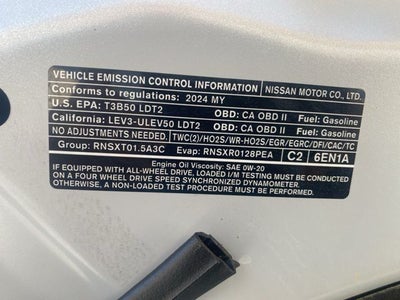 VEHICLE EMISSION CONTROL INFORMATION NISSAN MOTOR CO., LTD.
Conforms to regulations: 2024 MY Fuel: Gasoline
U.S. EPA: T3B50 LDT2 OBD: CA OBD II Fuel: Gasoline
California: LEV3-ULEV50 LDT2 OBD: CA OBD II Fuel: Gasoline
NO ADJUSTMENTS NEEDED. TWC(2)/HO2S/WR-HO2S/EGR/EGRC/DFI/CAC/TC
Group: RNSXT01.5A3C Evap: RNSXR0128PEA C2 6EN1A
Engine Oil Viscosity: SAE 0W-20
IF EQUIPPED WITH ALL-WHEEL DRIVE, LOADED I/M TESTING MUST BE CONDUCTED
ON A FOUR WHEEL DRIVE SPEED SYNCHRONIZED DYNAMOMETER.
OTHERWISE, A NON-LOADED TEST PROCEDURE MUST BE PERFORMED.